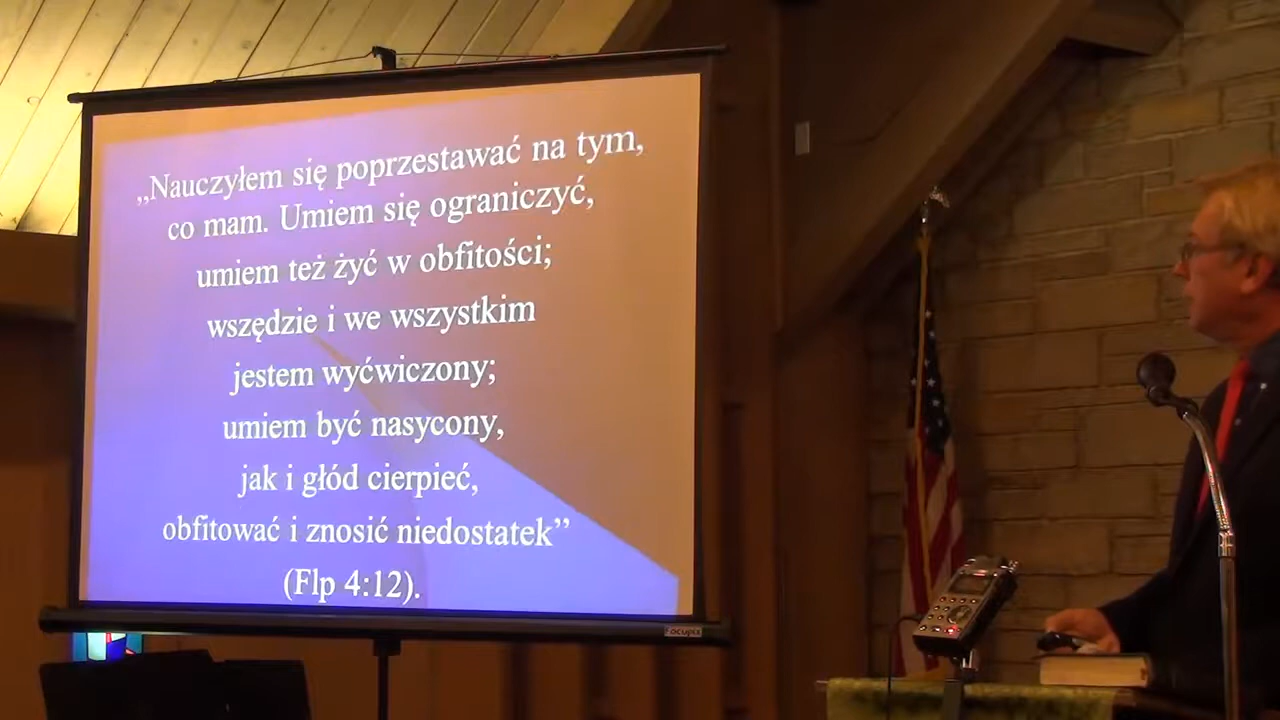 „Nauczyłem się poprzestawać na tym,
co mam. Umiem się ograniczyć,
umiem też żyć w obfitości;
wszędzie i we wszystkim
jestem wyćwiczony;
umiem być nasycony,
jak i głód cierpieć,
obfitować i znosić niedostatek”
(Flp 4:12).
Focupix